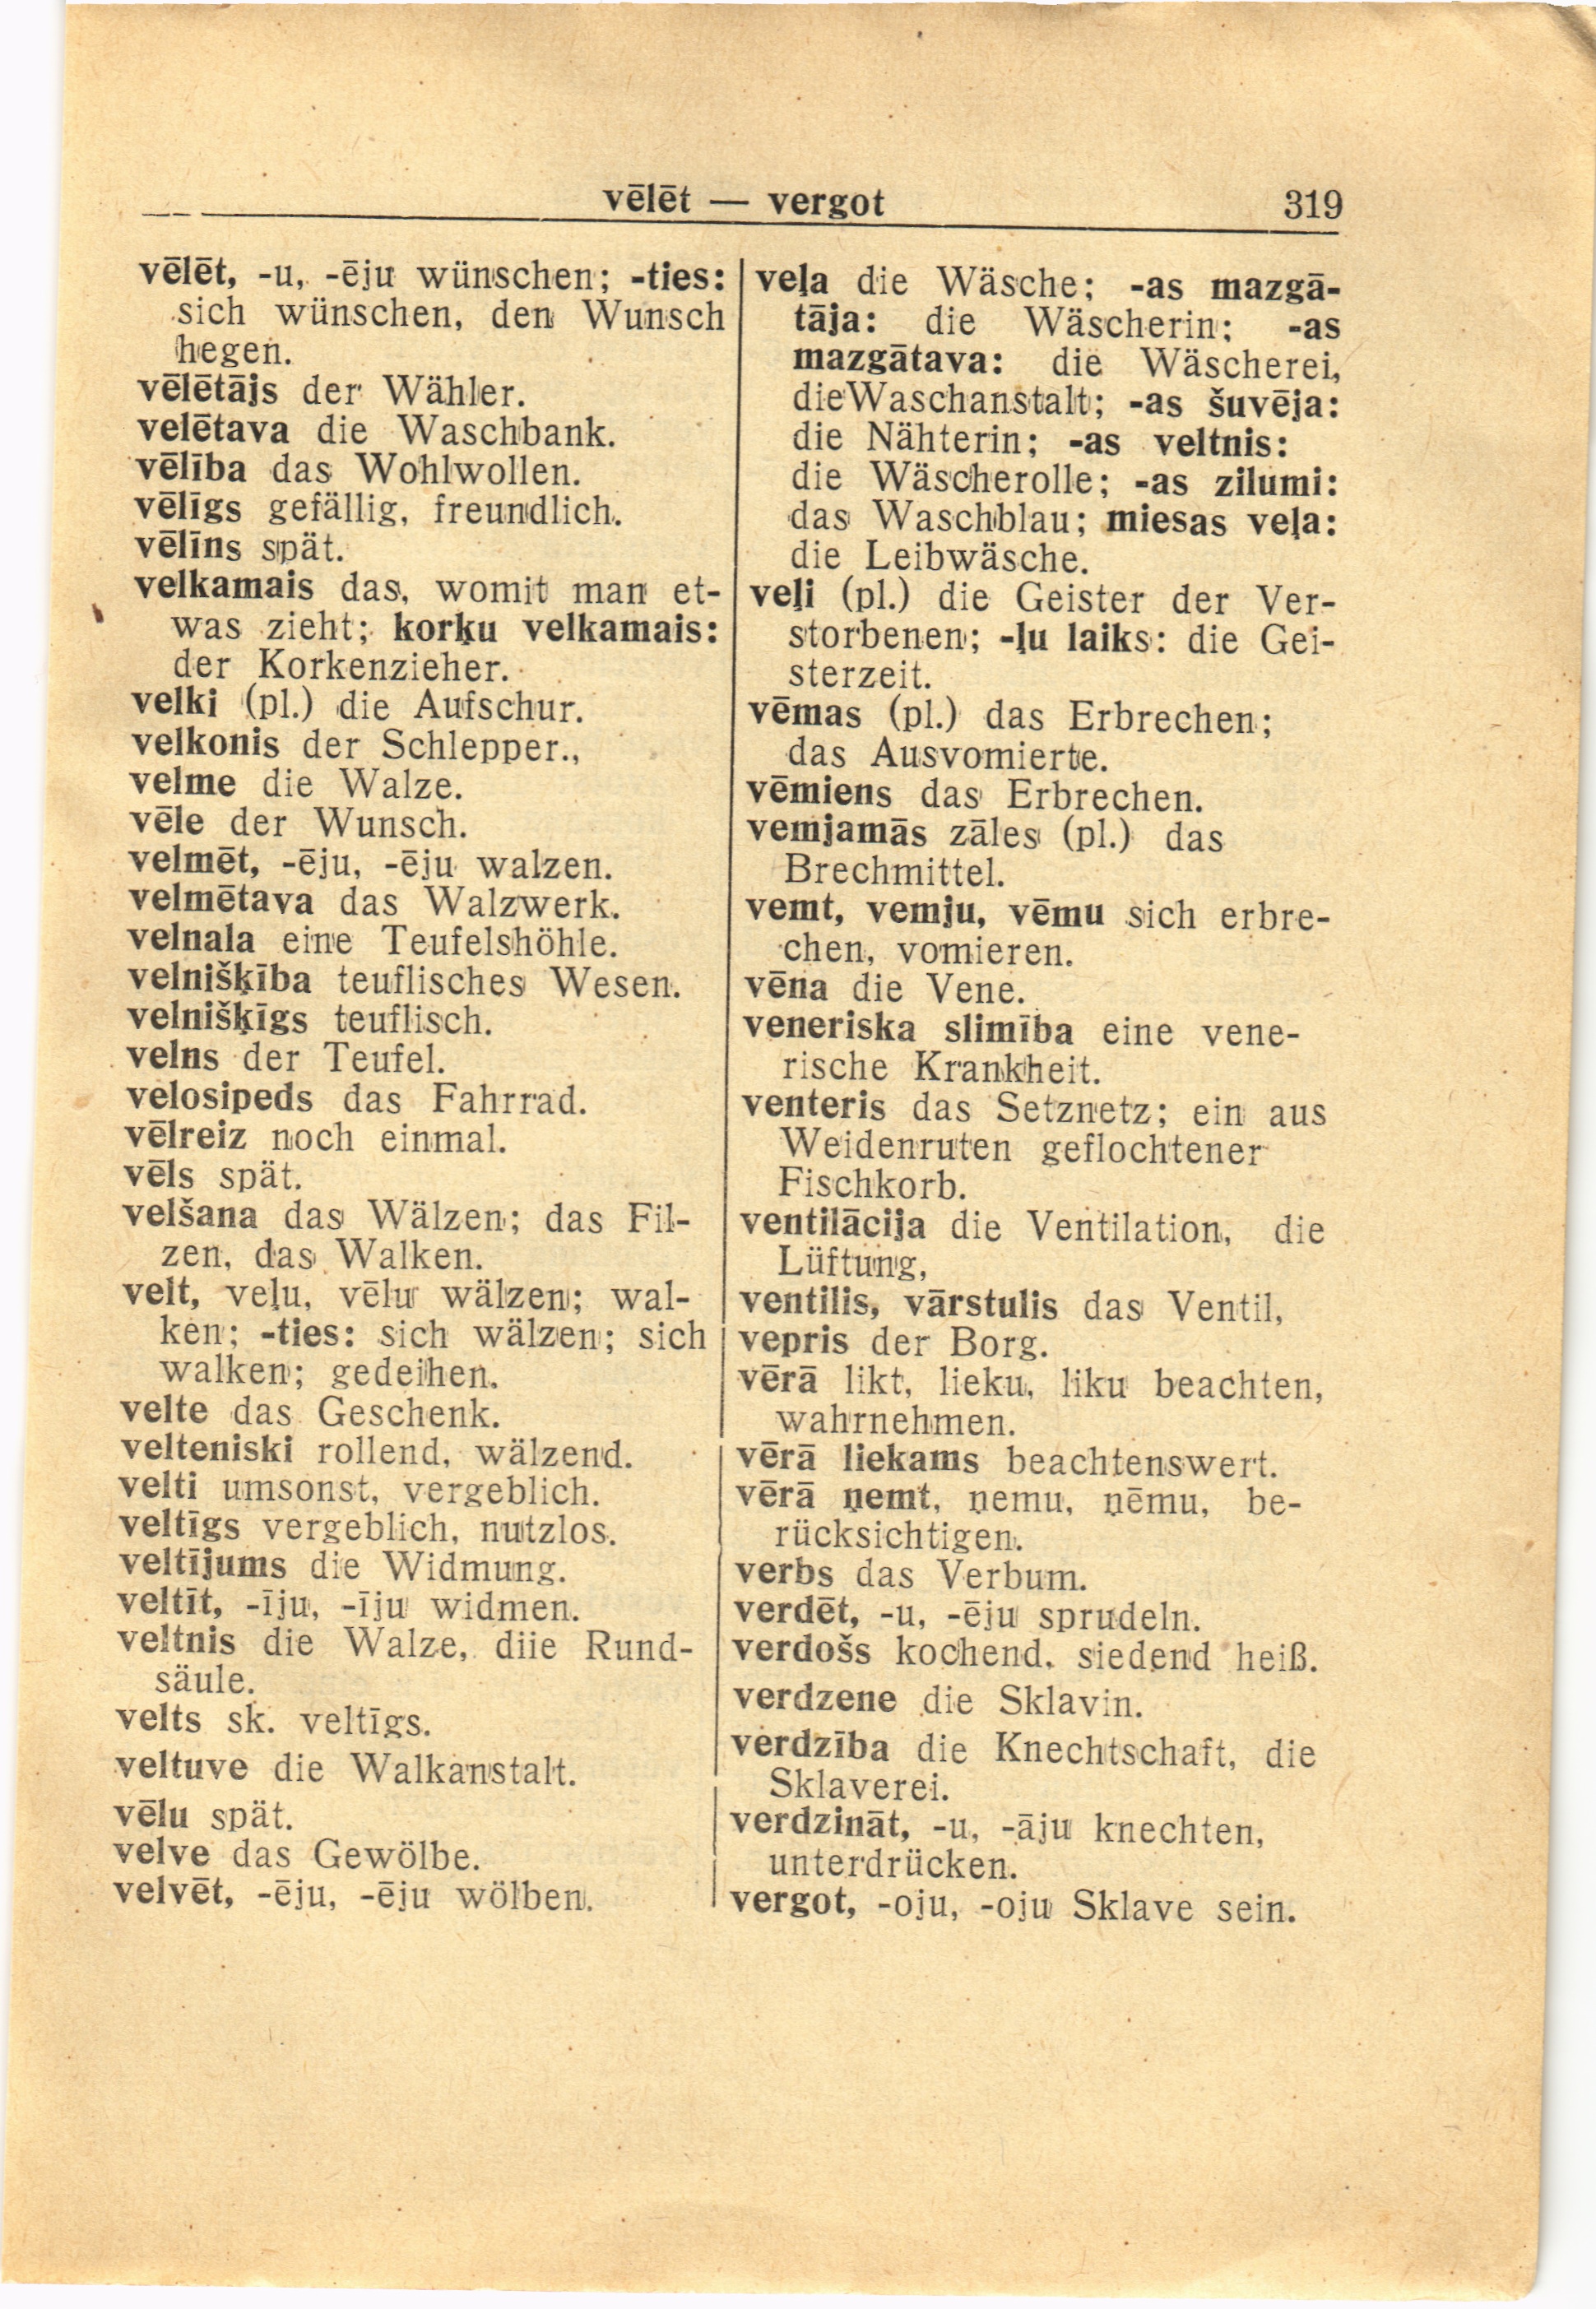 vēlēt — vergot 319
vēlēt, -u, -ēju wünschen; -ties:
sich wünschen, den Wunsch
hegen.
vēlētājs der Wähler.
velētava die Waschbank.
vēlība das Wohlwollen.
vēlīgs gefällig, freundlich.
vēlīns spät.
velkamais das, womit man et-
was zieht; korķu velkamais:
der Korkenzieher.
velki (pl.) die Aufschur.
velkonis der Schlepper.,
velme die Walze.
vēle der Wunsch.
velmēt, -ēju, -ēju walzen.
velmētava das Walzwerk.
velnala eine Teufelshöhle.
velnišķība teuflisches Wesen.
velnišķīgs teuflisch.
velns der Teufel.
velosipeds das Fahrrad.
vēlreiz noch einmal.
vēls spät.
velšana das Wälzen; das Fil-
zen, das Walken.
velt, veļu, vēlu wälzen; wal-
ken; -ties: sich wälzen; sich
walken; gedeihen.
velte das Geschenk.
velteniski rollend, wälzend.
velti umsonst, vergeblich.
veltīgs vergeblich, nutzlos.
veltījums die Widmung.
veltīt, -īju, -īju widmen.
veltnis die Walze, diie Rund-
säule.
velts sk. veltīgs.
veltuve die Walkanstalt.
vēlu spät.
velve das Gewölbe.
velvēt, -ēju, -ēju wölben.
veļa die Wäsche; -as mazgā-
tāja: die Wäscherin; -as
mazgātava: die Wäscherei,
dieWaschanstalt; -as šuvēja:
die Nähterin; -as veltnis:
die Wäscherolle; -as zilumi:
das Waschblau; miesas veļa:
die Leibwäsche.
veļi (pl.) die Geister der Ver-
storbenen; -ļu laiks: die Gei-
sterzeit.
vēmas (pl.) das Erbrechen;
das Ausvomierte.
vēmiens das Erbrechen.
vemjamās zāles (pl.) das
Brechmittel.
vemt, vemju, vēmu sich erbre-
chen, vomieren.
vēna die Vene.
veneriska slimība eine vene-
rische Krankheit.
venteris das Setznetz; ein aus
Weidenruten geflochtener
Fischkorb.
ventilācija die Ventilation, die
Lüftung,
ventilis, vārstulis das Ventil,
vepris der Borg.
vērā likt, lieku, liku beachten,
wahrnehmen.
vērā liekams beachtenswert.
vērā ņemt, ņemu, ņēmu, be-
rücksichtigen.
verbs das Verbum.
verdēt, -u, -ēju sprudeln.
verdošs kochend, siedend heiß.
verdzene die Sklavin.
verdzība die Knechtschaft, die
Sklaverei.
verdzināt, -u, -āju knechten,
unterdrücken.
vergot, -oju, -oju Sklave sein.